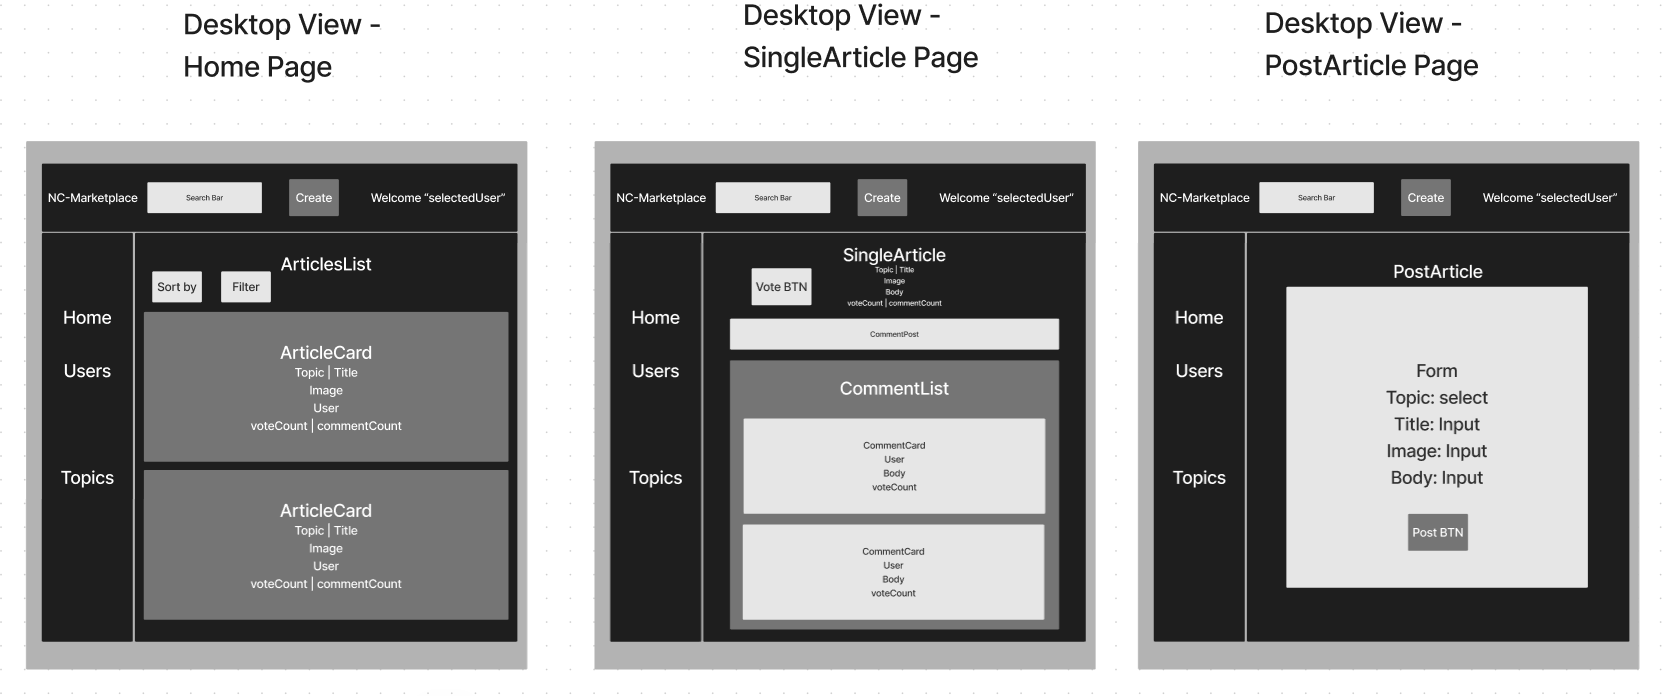 Desktop View -
Home Page
NC-Marketplace
Search Bar
Create
Welcome “selectedUser”
Home
Users
Topics
ArticlesList
Sort by
Filter
ArticleCard
Topic | Title
Image
User
voteCount | commentCount
ArticleCard
Topic | Title
Image
User
voteCount | commentCount
Desktop View -
SingleArticle Page
NC-Marketplace
Search Bar
Create
Welcome “selectedUser”
Home
Users
Topics
SingleArticle
Topic | Title
Image
Body
voteCount | commentCount
Vote BTN
CommentPost
CommentList
CommentCard
User
Body
voteCount
CommentCard
User
Body
voteCount
Desktop View -
PostArticle Page
NC-Marketplace
Search Bar
Create
Welcome “selectedUser”
Home
Users
Topics
PostArticle
Form
Topic: select
Title: Input
Image: Input
Body: Input
Post BTN